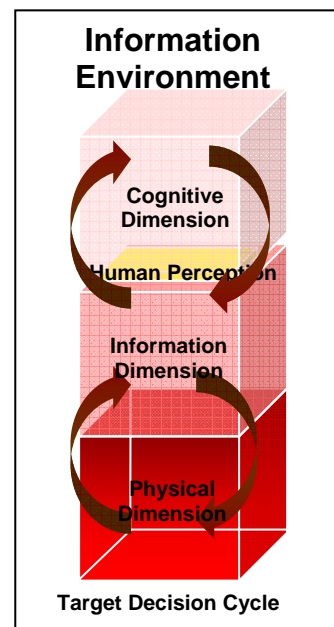 Information
Environment
Cognitive
Dimension
Human Perception
Information
Dimension
Physical
Dimension
Target Decision Cycle